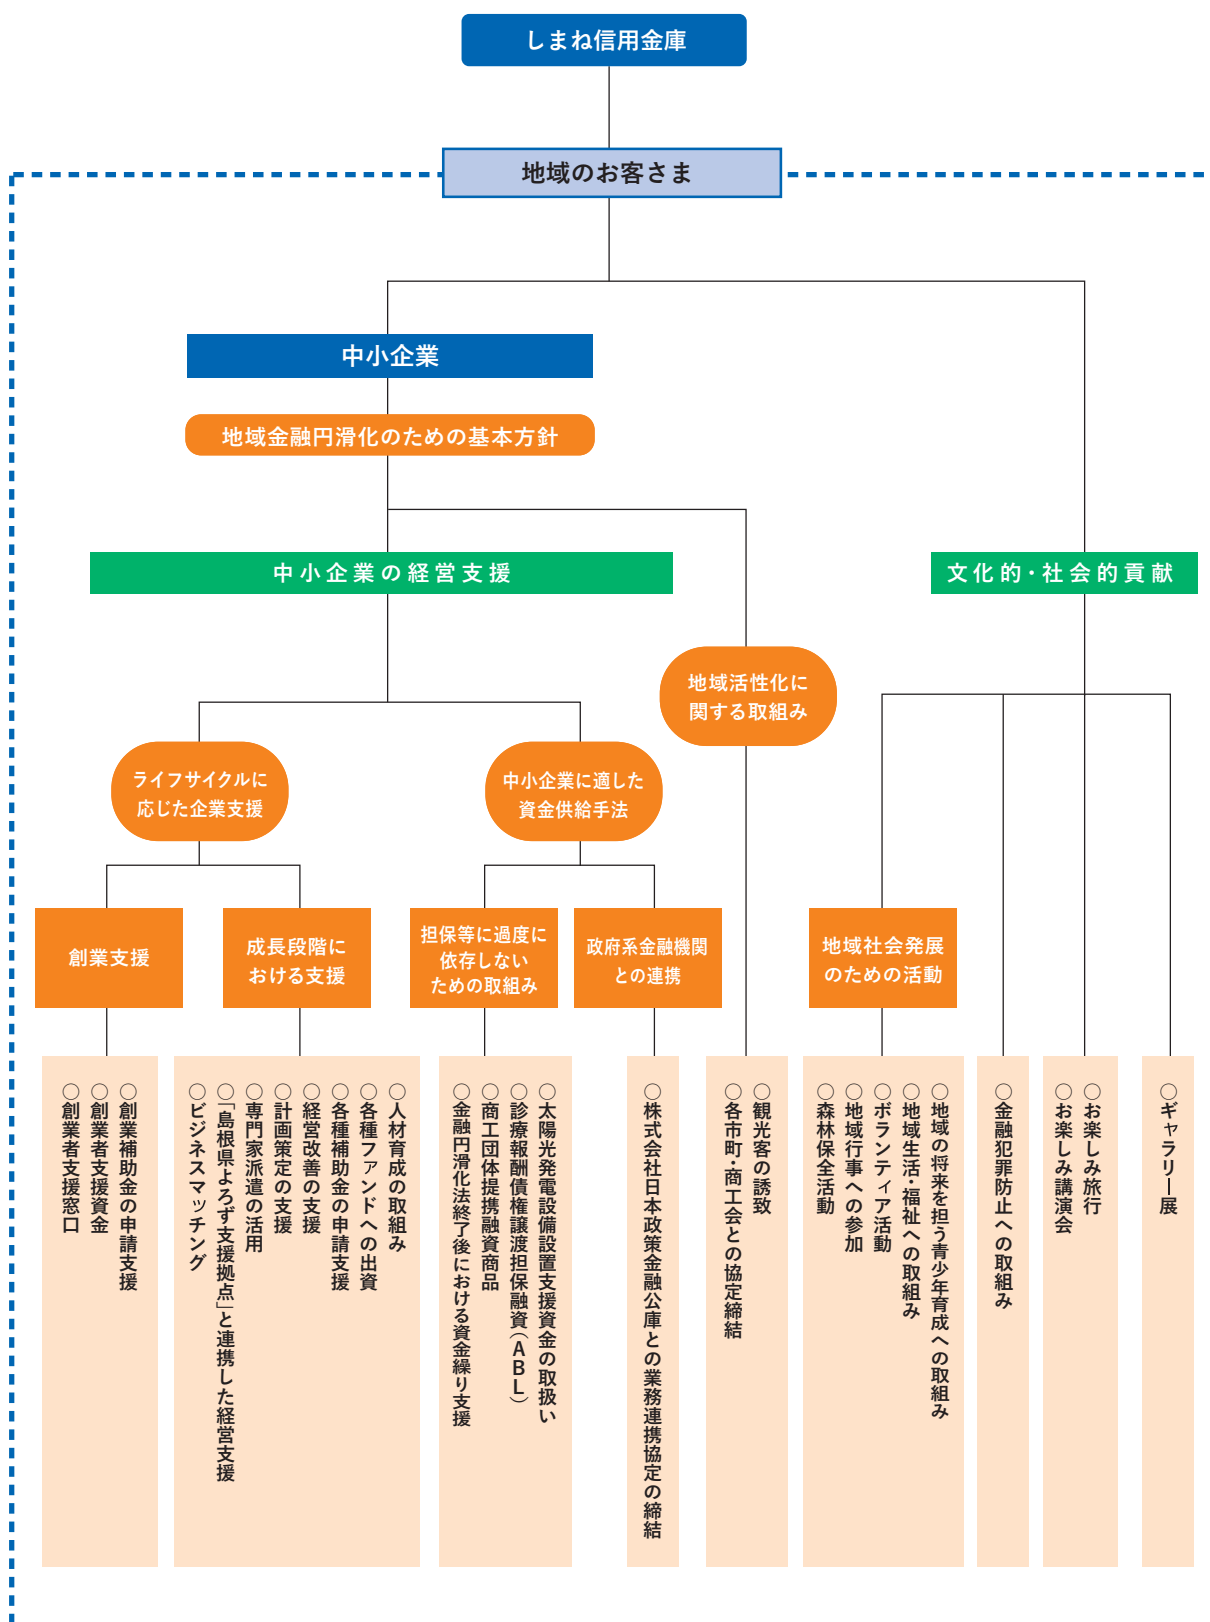 しまね信用金庫
地域のお客さま
中小企業
地域金融円滑化のための基本方針
中小企業の経営支援
文化的・社会的貢献
地域活性化に
関する取組み
ライフサイクルに
応じた企業支援
中小企業に適した
資金供給手法
創業支援
成長段階に
おける支援
担保等に過度に
依存しない
ための取組み
政府系金融機関
との連携
地域社会発展
のための活動
○創業補助金の申請支援
○創業者支援資金
○創業者支援窓口
○人材育成の取組み
○各種ファンドへの出資
○各種補助金の申請支援
○経営改善の支援
○計画策定の支援
○専門家派遣の活用
○「島根県よろず支援拠点」と連携した経営支援
○ビジネスマッチング
○太陽光発電設備設置支援資金の取扱い
○診療報酬債権譲渡担保融資（ＡＢＬ）
○商工団体提携融資商品
○金融円滑化法終了後における資金繰り支援
○株式会社日本政策金融公庫との業務連携協定の締結
○観光客の誘致
○各市町・商工会との協定締結
○地域の将来を担う青少年育成への取組み
○地域生活・福祉への取組み
○ボランティア活動
○地域行事への参加
○森林保全活動
○金融犯罪防止への取組み
○お楽しみ旅行
○お楽しみ講演会
○ギャラリー展